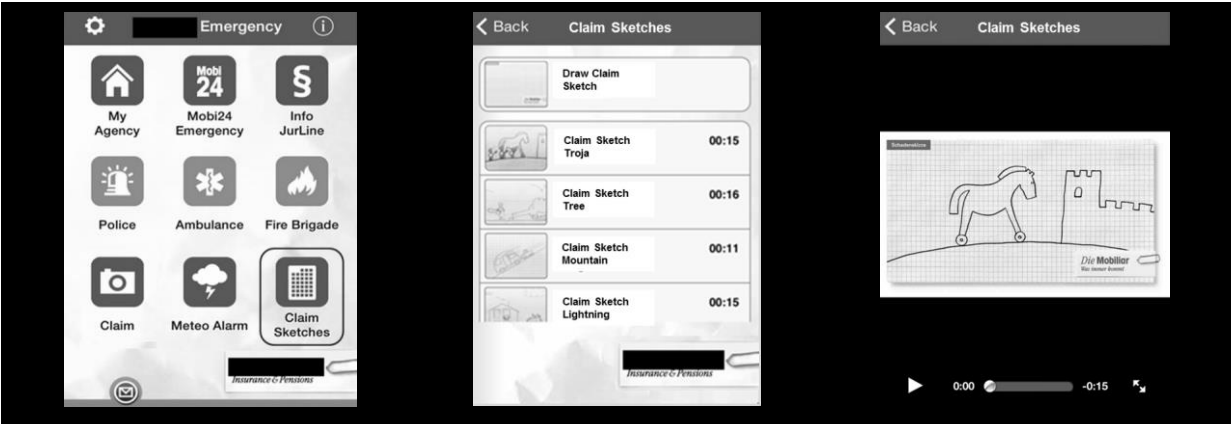 Emergency
i
Mobi
24
§
My
Agency
Mobi24
Emergency
Info
JurLine
Police
Ambulance
Fire Brigade
Claim
Meteo Alarm
Claim
Sketches
Insurance & Pensions
Back
Claim Sketches
Draw Claim
Sketch
Claim Sketch
Troja
00:15
Claim Sketch
Tree
00:16
Claim Sketch
Mountain
00:11
Claim Sketch
Lightning
00:15
Insurance & Pensions
Back
Claim Sketches
Schadenskizze
Die Mobiliar
Was immer kommt
0:00
-0:15